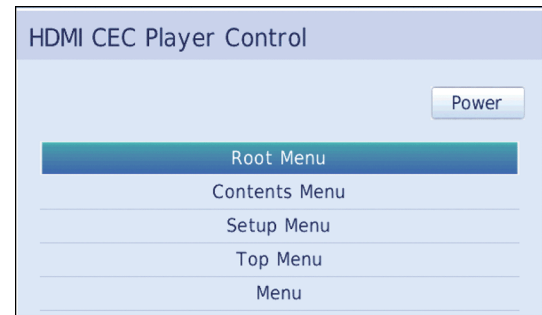 HDMI CEC Player Control
Power
Root Menu
Contents Menu
Setup Menu
Top Menu
Menu